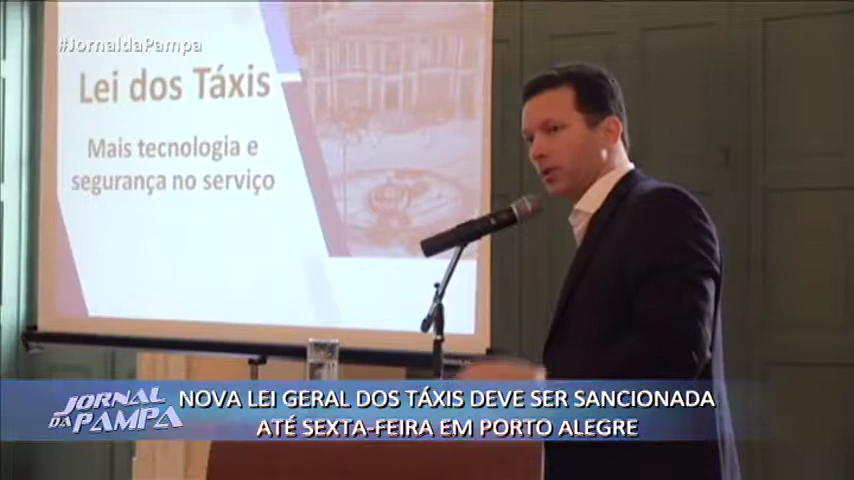 #JornaldaPampa
Lei dos Táxis
Mais tecnologia e
segurança no serviço
JORNAL
DA PAMPA
NOVA LEI GERAL DOS TÁXIS DEVE SER SANCIONADA
ATÉ SEXTA-FEIRA EM PORTO ALEGRE